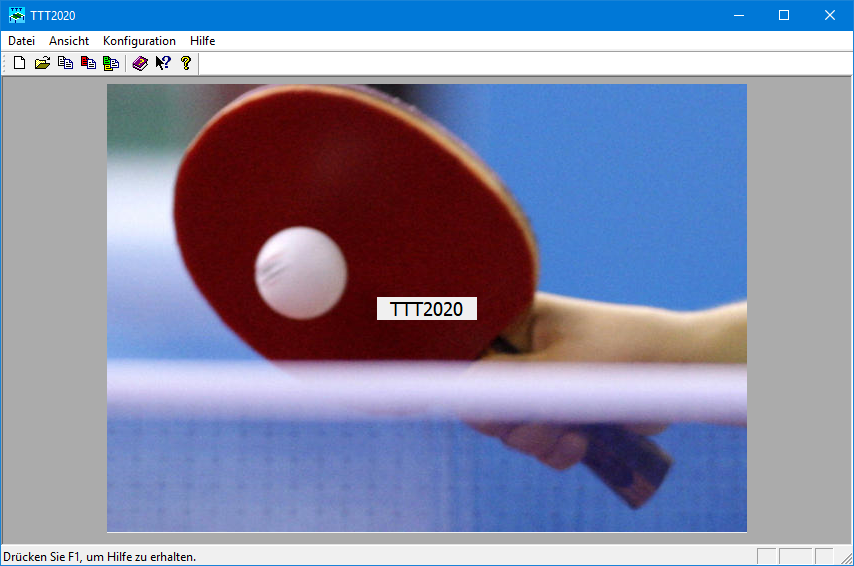 TTT2020
Datei Ansicht Konfiguration Hilfe
TTT2020
Drücken Sie F1, um Hilfe zu erhalten.